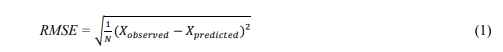 RMSE = √(1/N (X_observed − X_predicted)²) (1)